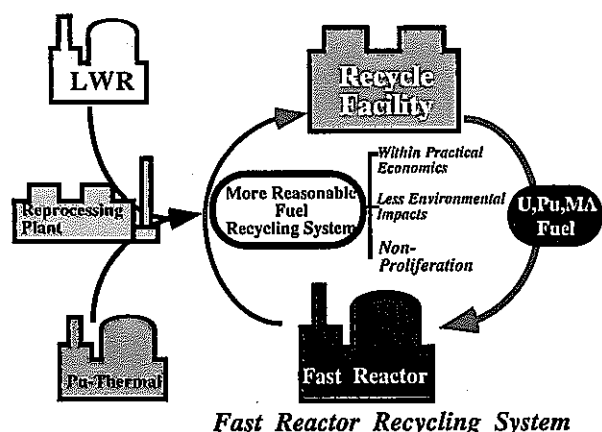 LWR
Recycle
Facility
Within Practical
Economics
More Reasonable
Fuel
Recycling System
Less Environmental
Impacts
Non-
Proliferation
U,Pu,MA
Fuel
Reprocessing
Plant
Pu-Thermal
Fast Reactor
Fast Reactor Recycling System